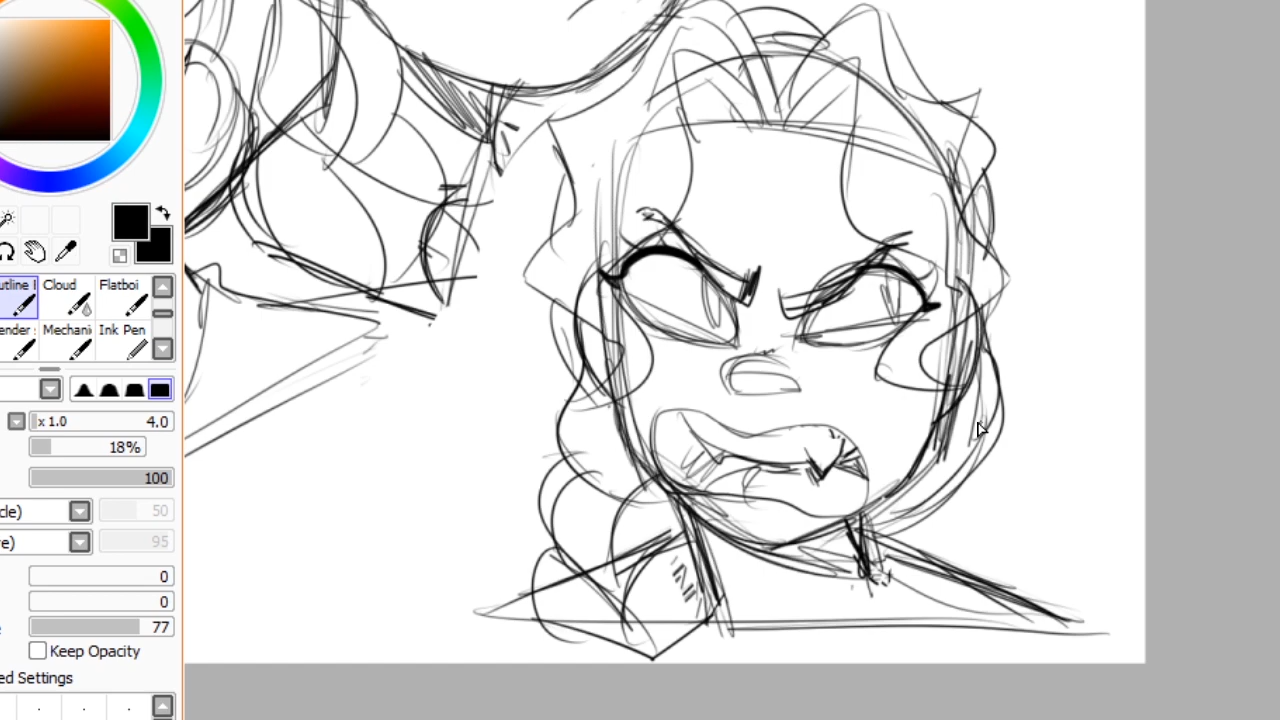 utline I Cloud Flatboi
ender : Mechani Ink Pen
x 1.0 4.0
18%
100
cle) 50
ve) 95
0
0
77
Keep Opacity
ed Settings